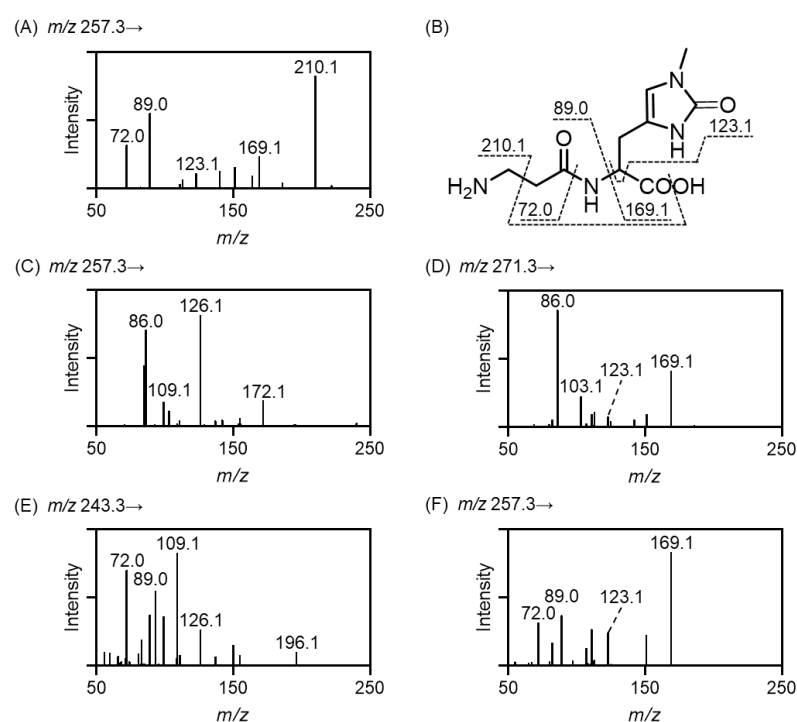 (A) m/z 257.3→
Intensity
72.0
89.0
123.1
169.1
210.1
50
150
250
m/z
(B)
N
O
N
H
O
N
H
H₂N
COOH
210.1
72.0
89.0
123.1
169.1
(C) m/z 257.3→
Intensity
86.0
109.1
126.1
172.1
50
150
250
m/z
(D) m/z 271.3→
Intensity
86.0
103.1
123.1
169.1
50
150
250
m/z
(E) m/z 243.3→
Intensity
72.0
89.0
109.1
126.1
196.1
50
150
250
m/z
(F) m/z 257.3→
Intensity
72.0
89.0
123.1
169.1
50
150
250
m/z